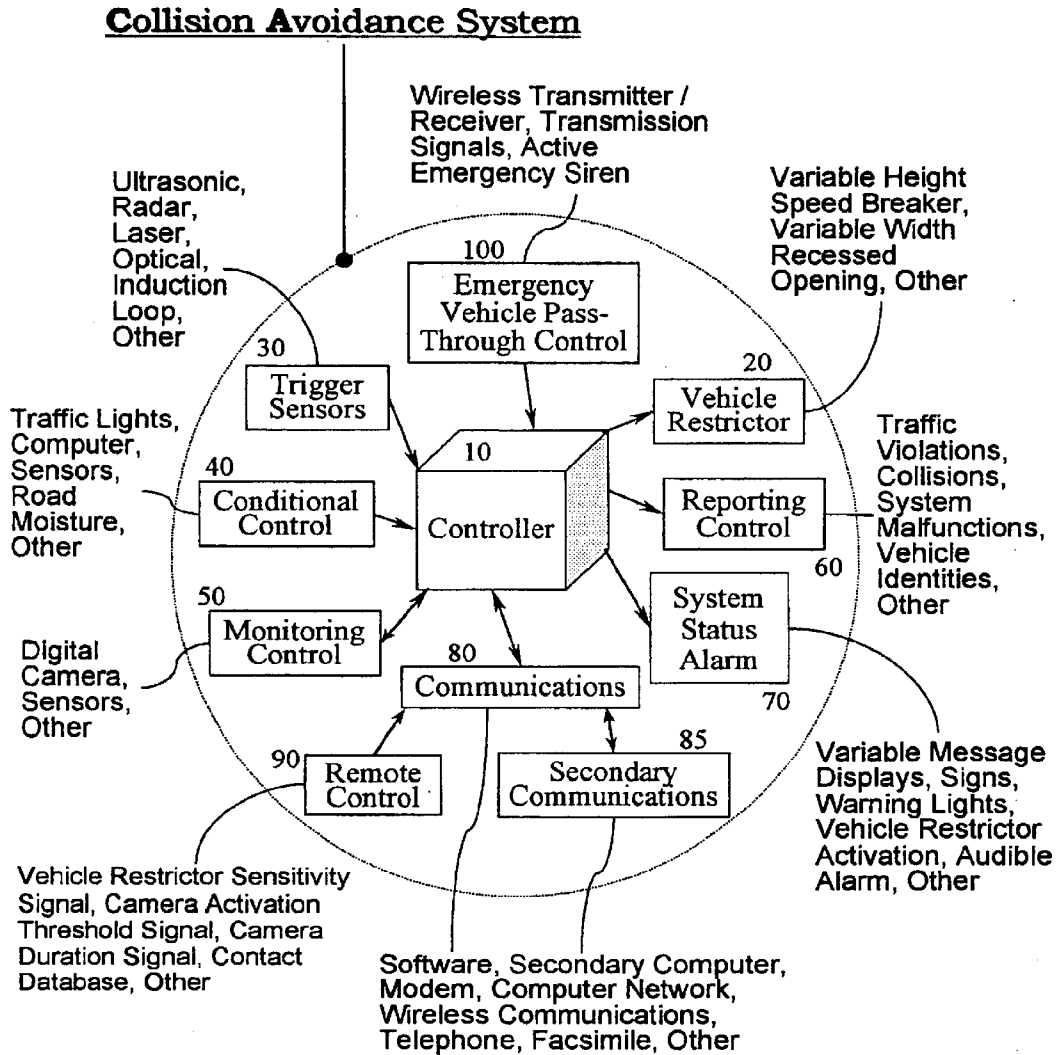 Collision Avoidance System
Wireless Transmitter /
Receiver, Transmission
Signals, Active
Emergency Siren
Ultrasonic,
Radar,
Laser,
Optical,
Induction
Loop,
Other
Variable Height
Speed Breaker,
Variable Width
Recessed
Opening, Other
100
Emergency
Vehicle Pass-
Through Control
30
Trigger
Sensors
20
Vehicle
Restrictor
Traffic Lights,
Computer,
Sensors,
Road
Moisture,
Other
40
Conditional
Control
10
Controller
Reporting
Control
60
Traffic
Violations,
Collisions,
System
Malfunctions,
Vehicle
Identities,
Other
50
Monitoring
Control
Digital
Camera,
Sensors,
Other
System
Status
Alarm
70
80
Communications
90
Remote
Control
85
Secondary
Communications
Variable Message
Displays, Signs,
Warning Lights,
Vehicle Restrictor
Activation, Audible
Alarm, Other
Vehicle Restrictor Sensitivity
Signal, Camera Activation
Threshold Signal, Camera
Duration Signal, Contact
Database, Other
Software, Secondary Computer,
Modem, Computer Network,
Wireless Communications,
Telephone, Facsimile, Other